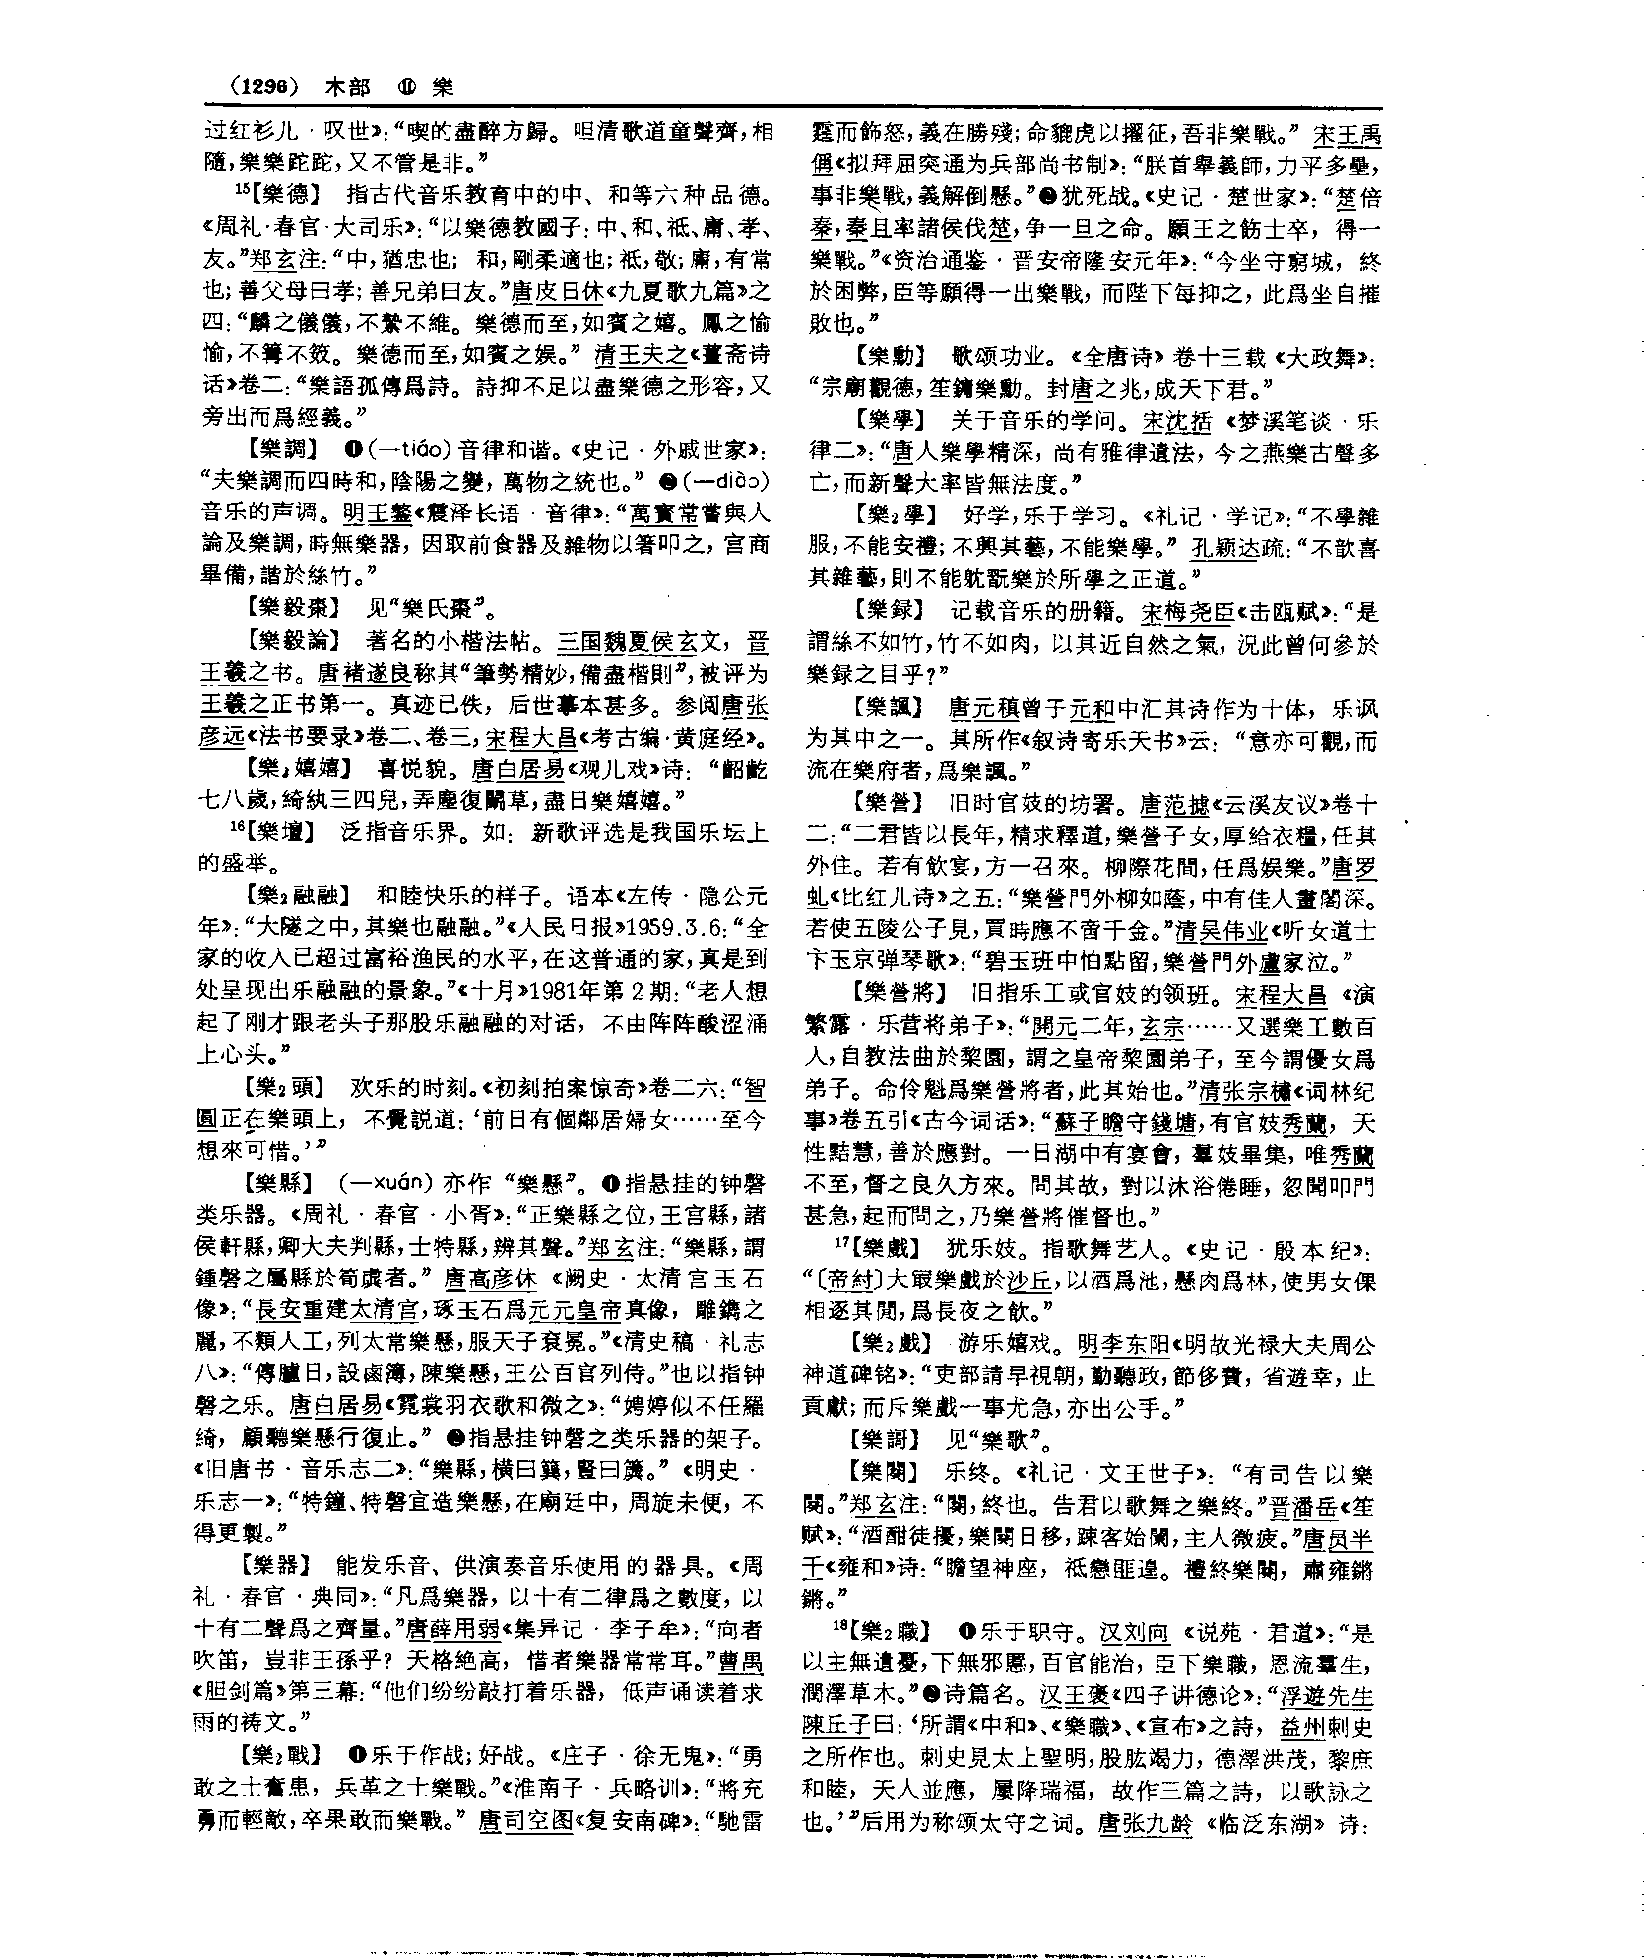 （1296） 木部 ⑪ 樂
过红衫儿·叹世》：“喫的盡醉方歸。咀清歌道童聲齊，相
隨，樂樂跎跎，又不管是非。”
15【樂德】 指古代音乐教育中的中、和等六种品德。
《周礼·春官·大司乐》：“以樂德教國子：中、和、祗、庸、孝、
友。”郑玄注：“中，猶忠也；和，剛柔適也；祗，敬；庸，有常
也；善父母曰孝；善兄弟曰友。”唐皮日休《九夏歌九篇》之
四：“麟之儀儀，不縶不維。樂德而至，如賓之嬉。鳳之愉
愉，不篝不笯。樂德而至，如賓之娱。” 清王夫之《薑斋诗
话》卷二：“樂語孤傳爲詩。詩抑不足以盡樂德之形容，又
旁出而爲經義。”
【樂調】 ❶（—tiáo）音律和谐。《史记·外戚世家》：
“夫樂調而四時和，陰陽之變，萬物之統也。” ❷（—diào）
音乐的声调。明王鏊《震泽长语·音律》：“萬寶常嘗與人
論及樂調，時無樂器，因取前食器及雜物以箸叩之，宫商
畢備，諧於絲竹。”
【樂毅棗】 见“樂氏棗”。
【樂毅論】 著名的小楷法帖。三国魏夏侯玄文，晋
王羲之书。唐褚遂良称其“筆勢精妙，備盡楷則”，被评为
王羲之正书第一。真迹已佚，后世摹本甚多。参阅唐张
彦远《法书要录》卷二、卷三，宋程大昌《考古编·黄庭经》。
【樂2嬉嬉】 喜悦貌。唐白居易《观儿戏》诗：“齠齔
七八歲，綺紈三四兒，弄塵復鬭草，盡日樂嬉嬉。”
16【樂壇】 泛指音乐界。如：新歌评选是我国乐坛上
的盛举。
【樂2融融】 和睦快乐的样子。语本《左传·隐公元
年》：“大隧之中，其樂也融融。”《人民日报》1959.3.6：“全
家的收入已超过富裕渔民的水平，在这普通的家，真是到
处呈现出乐融融的景象。”《十月》1981年第2期：“老人想
起了刚才跟老头子那股乐融融的对话，不由阵阵酸涩涌
上心头。”
【樂2頭】 欢乐的时刻。《初刻拍案惊奇》卷二六：“智
圓正在樂頭上，不覺説道：‘前日有個鄰居婦女……至今
想來可惜。’”
【樂縣】 （—xuán）亦作“樂懸”。❶指悬挂的钟磬
类乐器。《周礼·春官·小胥》：“正樂縣之位，王宫縣，諸
侯軒縣，卿大夫判縣，士特縣，辨其聲。”郑玄注：“樂縣，謂
鍾磬之屬縣於筍虡者。” 唐高彦休《阙史·太清宫玉石
像》：“長安重建太清宫，琢玉石爲元元皇帝真像，雕鐫之
麗，不類人工，列太常樂懸，服天子衮冕。”《清史稿·礼志
八》：“傳臚日，設鹵簿，陳樂懸，王公百官列侍。”也以指钟
磬之乐。唐白居易《霓裳羽衣歌和微之》：“娉婷似不任羅
綺，顧聽樂懸行復止。” ❷指悬挂钟磬之类乐器的架子。
《旧唐书·音乐志二》：“樂縣，横曰簨，豎曰簴。”《明史·
乐志一》：“特鐘、特磬宜造樂懸，在廟廷中，周旋未便，不
得更製。”
【樂器】 能发乐音、供演奏音乐使用的器具。《周
礼·春官·典同》：“凡爲樂器，以十有二律爲之數度，以
十有二聲爲之齊量。”唐薛用弱《集异记·李子牟》：“向者
吹笛，豈非王孫乎？天格絶高，惜者樂器常常耳。”曹禺
《胆剑篇》第三幕：“他们纷纷敲打着乐器，低声诵读着求
雨的祷文。”
【樂2戰】 ❶乐于作战；好战。《庄子·徐无鬼》：“勇
敢之士奮患，兵革之士樂戰。”《淮南子·兵略训》：“將充
勇而輕敵，卒果敢而樂戰。” 唐司空图《复安南碑》：“馳雷
霆而飾怒，義在勝殘；命貔虎以擢征，吾非樂戰。” 宋王禹
偁《拟拜屈突通为兵部尚书制》：“朕首舉義師，力平多壘，
事非樂戰，義解倒懸。”❷犹死战。《史记·楚世家》：“楚倍
秦，秦且率諸侯伐楚，争一旦之命。願王之飭士卒，得一
樂戰。”《资治通鉴·晋安帝隆安元年》：“今坐守窮城，終
於困弊，臣等願得一出樂戰，而陛下每抑之，此爲坐自摧
敗也。”
【樂勳】 歌颂功业。《全唐诗》卷十三载《大政舞》：
“宗廟觀德，笙鏞樂勳。封唐之兆，成天下君。”
【樂學】 关于音乐的学问。宋沈括《梦溪笔谈·乐
律二》：“唐人樂學精深，尚有雅律遺法，今之燕樂古聲多
亡，而新聲大率皆無法度。”
【樂2學】 好学，乐于学习。《礼记·学记》：“不學雜
服，不能安禮；不興其藝，不能樂學。” 孔颖达疏：“不歆喜
其雜藝，則不能躭翫樂於所學之正道。”
【樂録】 记载音乐的册籍。宋梅尧臣《击瓯赋》：“是
謂絲不如竹，竹不如肉，以其近自然之氣，况此曾何參於
樂録之目乎？”
【樂諷】 唐元稹曾于元和中汇其诗作为十体，乐讽
为其中之一。其所作《叙诗寄乐天书》云：“意亦可觀，而
流在樂府者，爲樂諷。”
【樂營】 旧时官妓的坊署。唐范摅《云溪友议》卷十
二：“二君皆以長年，精求釋道，樂營子女，厚給衣糧，任其
外住。若有飲宴，方一召來。柳際花間，任爲娱樂。”唐罗
虬《比红儿诗》之五：“樂營門外柳如蔭，中有佳人畫閣深。
若使五陵公子見，買時應不啻千金。”清吴伟业《听女道士
卞玉京弹琴歌》：“碧玉班中怕點留，樂營門外盧家泣。”
【樂營將】 旧指乐工或官妓的领班。宋程大昌《演
繁露·乐营将弟子》：“開元二年，玄宗……又選樂工數百
人，自教法曲於棃園，謂之皇帝棃園弟子，至今謂優女爲
弟子。命伶魁爲樂營將者，此其始也。”清张宗橚《词林纪
事》卷五引《古今词话》：“蘇子瞻守錢塘，有官妓秀蘭，天
性黠慧，善於應對。一日湖中有宴會，羣妓畢集，唯秀蘭
不至，督之良久方來。問其故，對以沐浴倦睡，忽聞叩門
甚急，起而問之，乃樂營將催督也。”
17【樂戲】 犹乐妓。指歌舞艺人。《史记·殷本纪》：
“〔帝紂〕大冣樂戲於沙丘，以酒爲池，懸肉爲林，使男女倮
相逐其閒，爲長夜之飲。”
【樂2戲】 游乐嬉戏。明李东阳《明故光禄大夫周公
神道碑铭》：“吏部請早視朝，勤聽政，節侈費，省遊幸，止
貢獻；而斥樂戲一事尤急，亦出公手。”
【樂謌】 见“樂歌”。
【樂闋】 乐终。《礼记·文王世子》：“有司告以樂
闋。”郑玄注：“闋，終也。告君以歌舞之樂終。”晋潘岳《笙
赋》：“酒酣徒擾，樂闋日移，疎客始闌，主人微疲。”唐员半
千《雍和》诗：“瞻望神座，祗戀匪遑。禮終樂闋，肅雍鏘
鏘。”
18【樂2職】 ❶乐于职守。汉刘向《说苑·君道》：“是
以主無遺憂，下無邪慝，百官能治，臣下樂職，恩流羣生，
潤澤草木。”❷诗篇名。汉王褒《四子讲德论》：“浮遊先生
陳丘子曰：‘所謂《中和》、《樂職》、《宣布》之詩，益州刺史
之所作也。刺史見太上聖明，股肱竭力，德澤洪茂，黎庶
和睦，天人並應，屢降瑞福，故作三篇之詩，以歌詠之
也。’”后用为称颂太守之词。唐张九龄《临泛东湖》诗：